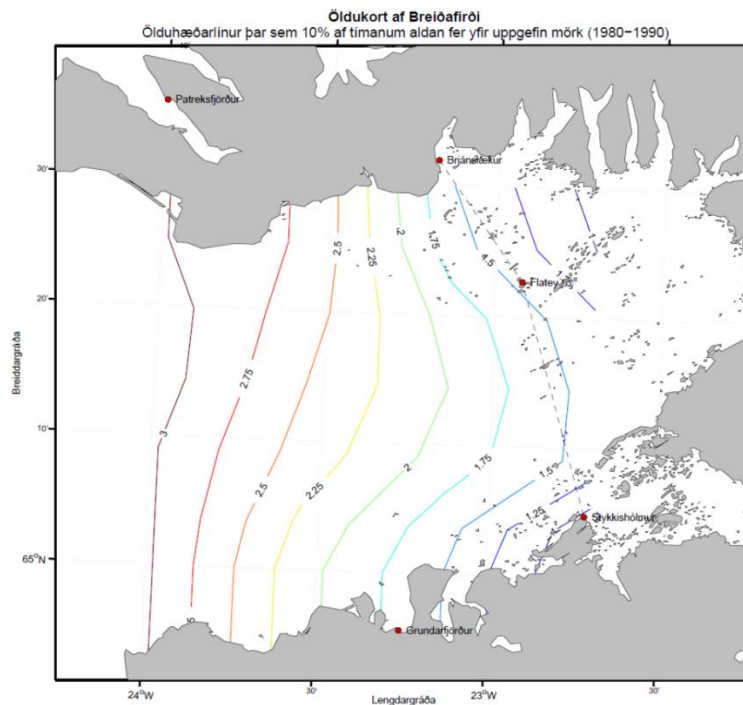 Öldukort af Breiðafirði
Ölduhæðarlínur þar sem 10% af tímanum aldan fer yfir uppgefin mörk (1980−1990)
Patreksfjörður
Brjánslækur
30'
2.5
2.25
2
1.75
1.5
Flatey
20'
Breiddargráða
2.75
3
10'
2.5
2.25
2
1.75
1.5
1.25
Stykkishólmur
65°N
Grundarfjörður
24°W
30'
23°W
30'
Lengdargráða